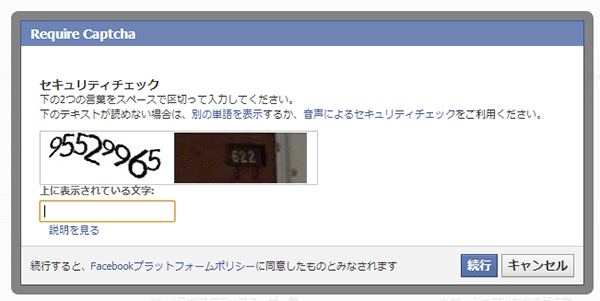 Require Captcha
セキュリティチェック
下の2つの言葉をスペースで区切って入力してください。
下のテキストが読めない場合は、別の単語を表示するか、音声によるセキュリティチェックをご利用ください。
95529965 622
上に表示されている文字:
説明を見る
続行すると、Facebookプラットフォームポリシーに同意したものとみなされます 続行 キャンセル